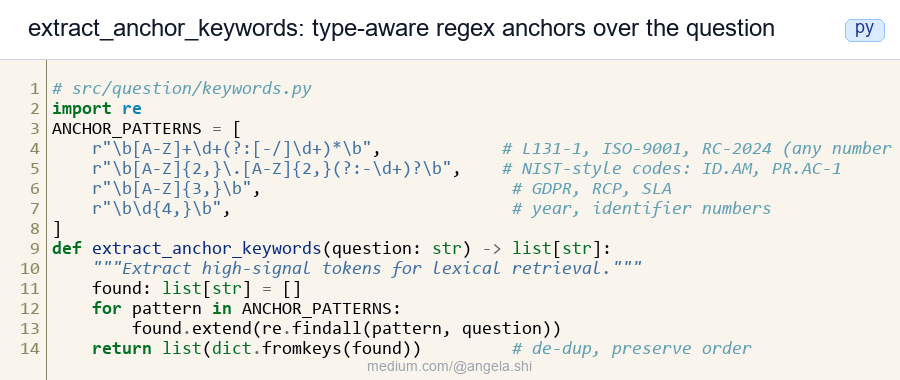 extract_anchor_keywords: type-aware regex anchors over the question
py
1 # src/question/keywords.py
2 import re
3 ANCHOR_PATTERNS = [
4     r"\b[A-Z]+\d+(?:[-/]\d+)*\b",            # L131-1, ISO-9001, RC-2024 (any number
5     r"\b[A-Z]{2,}\.[A-Z]{2,}(?:-\d+)?\b",    # NIST-style codes: ID.AM, PR.AC-1
6     r"\b[A-Z]{3,}\b",                         # GDPR, RCP, SLA
7     r"\b\d{4,}\b",                            # year, identifier numbers
8 ]
9 def extract_anchor_keywords(question: str) -> list[str]:
10     """Extract high-signal tokens for lexical retrieval."""
11     found: list[str] = []
12     for pattern in ANCHOR_PATTERNS:
13         found.extend(re.findall(pattern, question))
14     return list(dict.fromkeys(found))         # de-dup, preserve order
medium.com/@angela.shi